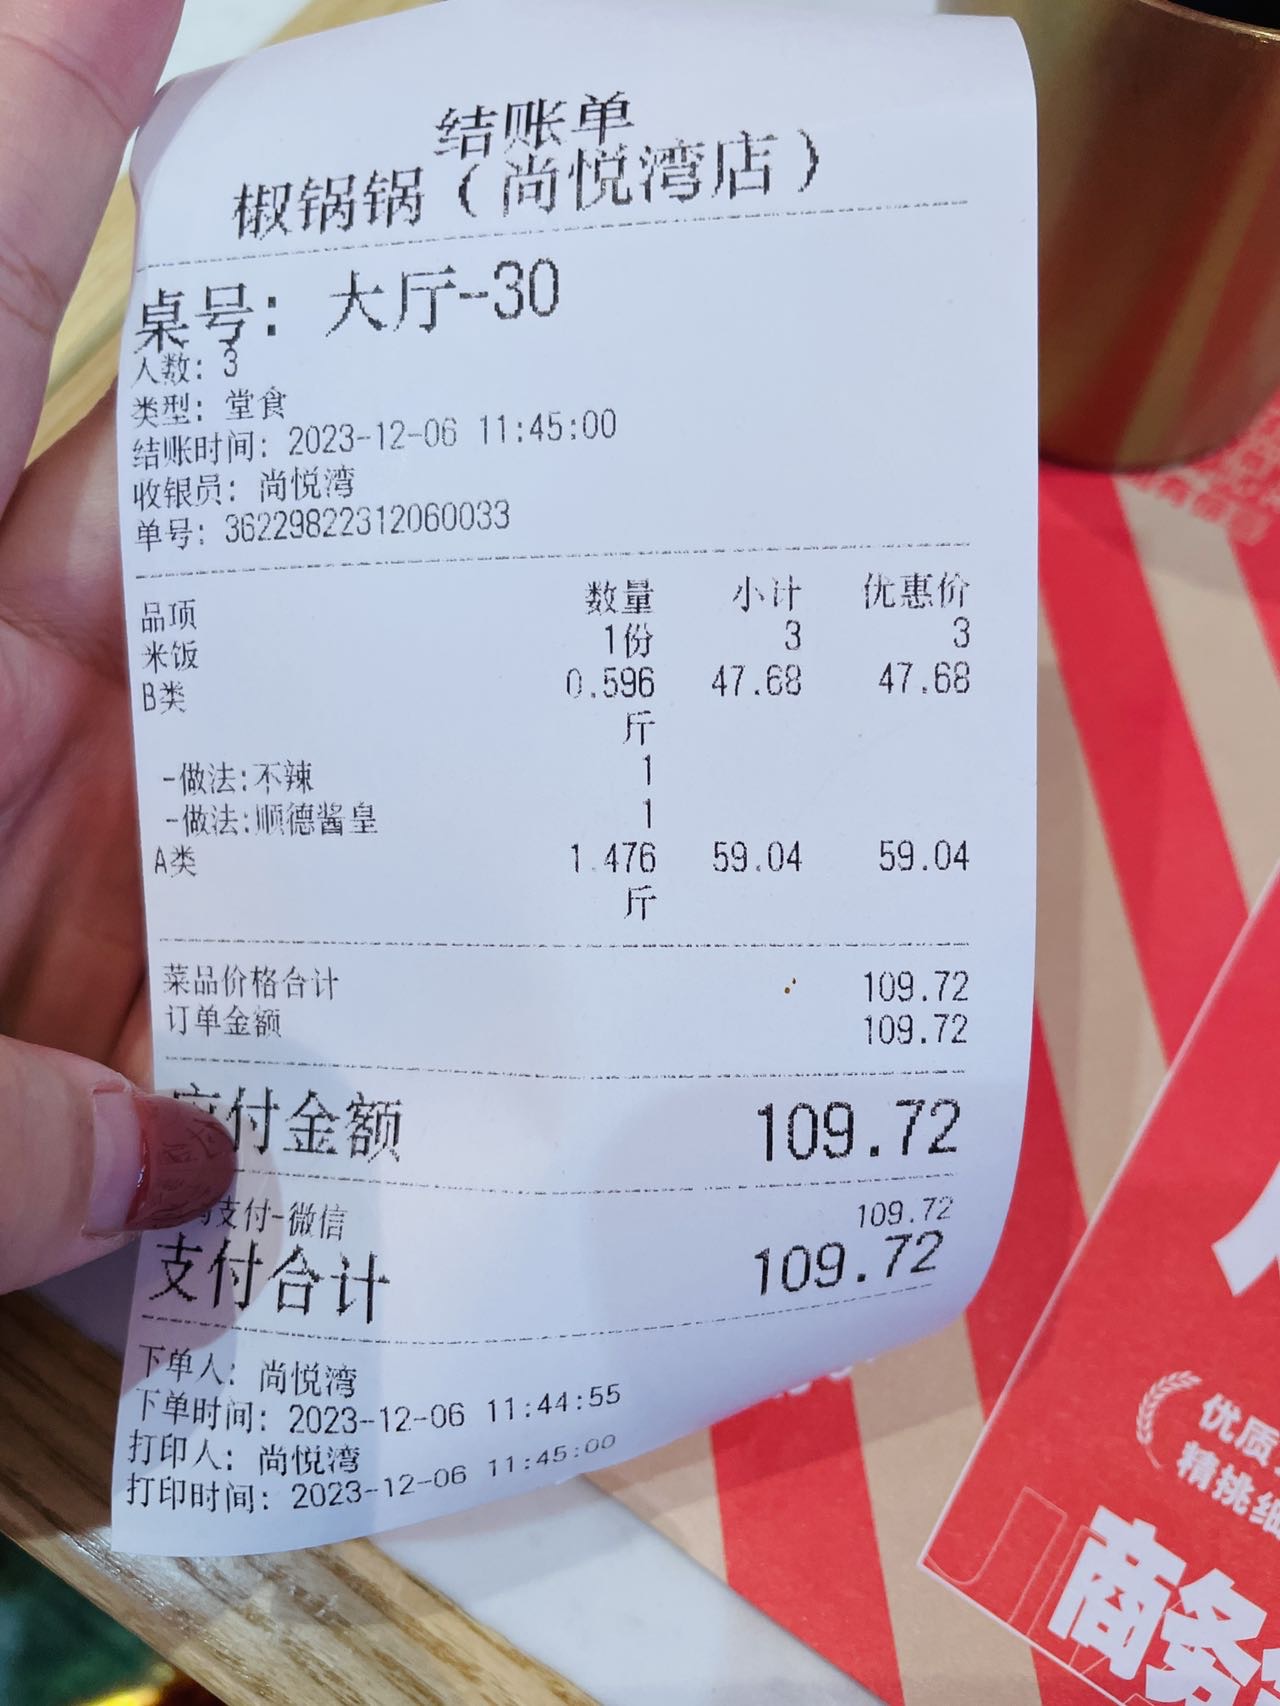 结账单
椒锅锅（尚悦湾店）
桌号： 大厅-30
人数：3
类型：堂食
结账时间：2023-12-06 11:45:00
收银员：尚悦湾
单号：36229822312060033
品项 数量 小计 优惠价
米饭 1份 3 3
B类 0.596 47.68 47.68
斤
-做法:不辣 1
-做法:顺德酱皇 1
A类 1.476 59.04 59.04
斤
菜品价格合计 109.72
订单金额 109.72
付金额 109.72
支付-微信 109.72
支付合计 109.72
下单人：尚悦湾
下单时间：2023-12-06 11:44:55
打印人：尚悦湾
打印时间：2023-12-06 11:45:00
优质
精挑细
商务